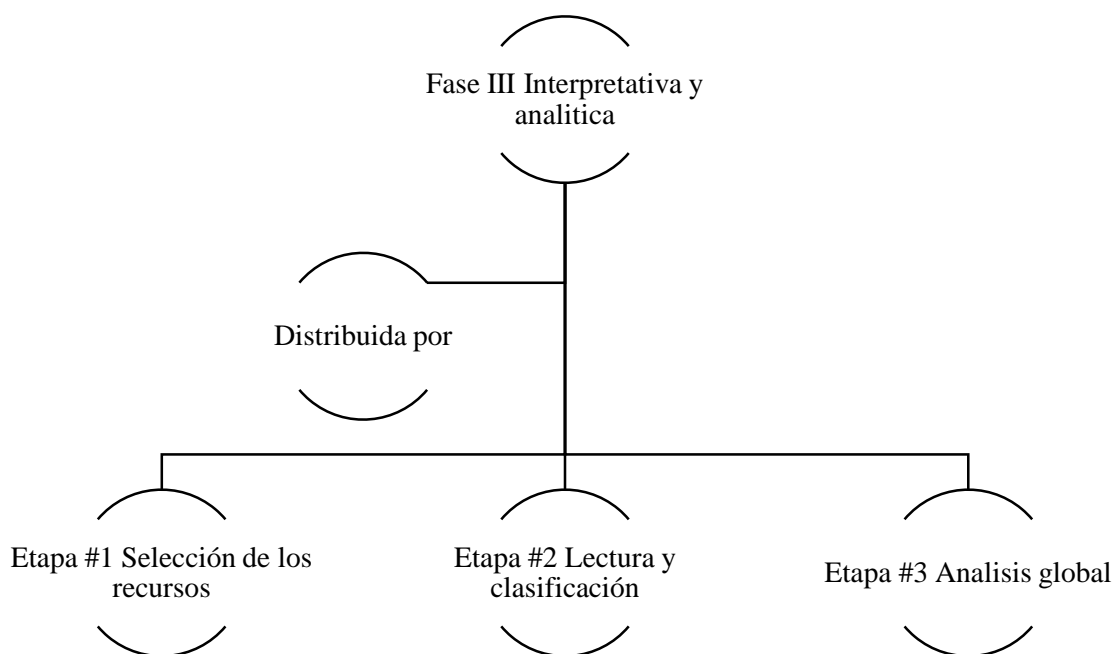 Fase III Interpretativa y
analitica
Distribuida por
Etapa #1 Selección de los
recursos
Etapa #2 Lectura y
clasificación
Etapa #3 Analisis global